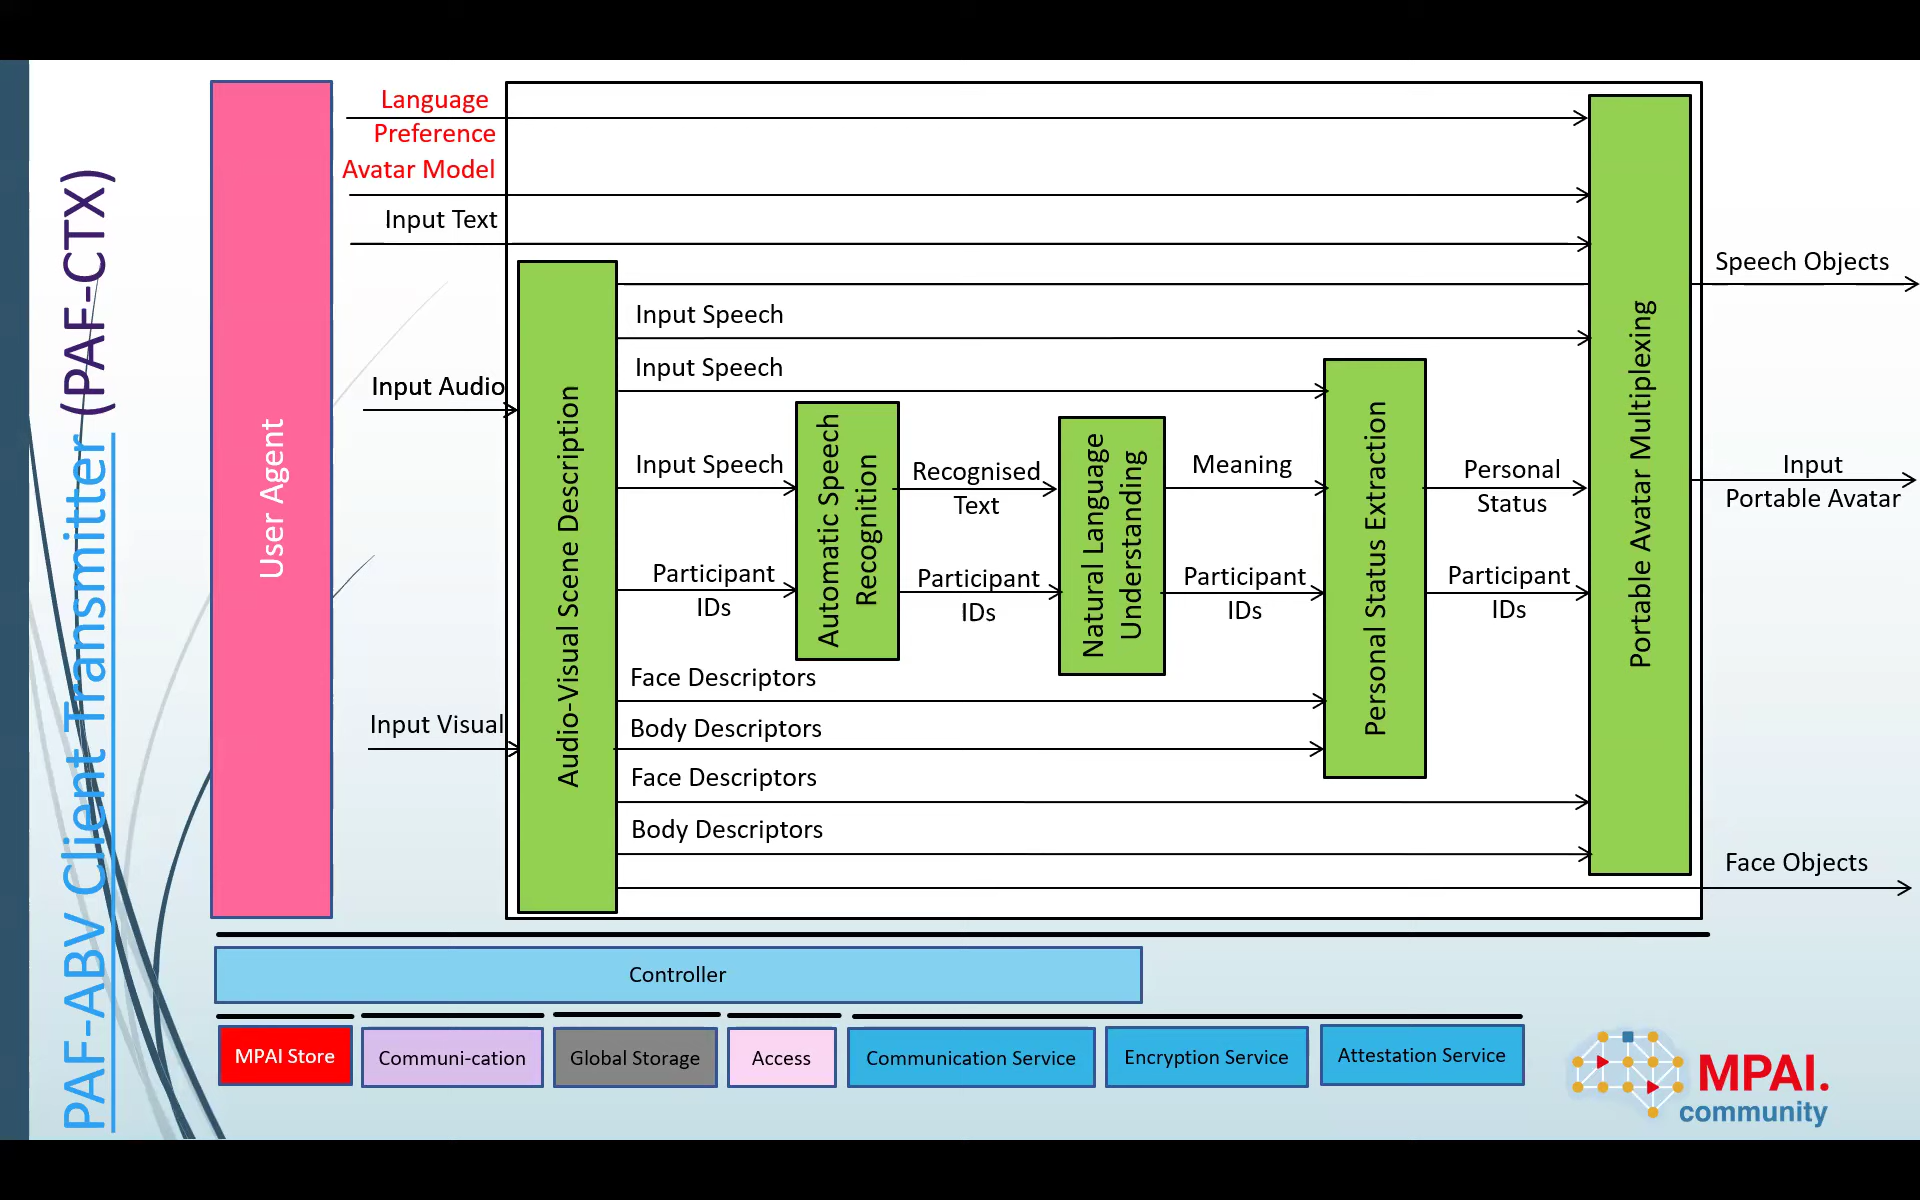 PAF-ABV Client Transmitter (PAF-CTX)
User Agent
Language
Preference
Avatar Model
Input Text
Input Audio
Input Visual
Audio-Visual Scene Description
Input Speech
Input Speech
Input Speech
Participant
IDs
Face Descriptors
Body Descriptors
Face Descriptors
Body Descriptors
Automatic Speech
Recognition
Recognised
Text
Participant
IDs
Natural Language
Understanding
Meaning
Participant
IDs
Personal Status Extraction
Personal
Status
Participant
IDs
Portable Avatar Multiplexing
Speech Objects
Input
Portable Avatar
Face Objects
Controller
MPAI Store
Communi-cation
Global Storage
Access
Communication Service
Encryption Service
Attestation Service
MPAI.
community